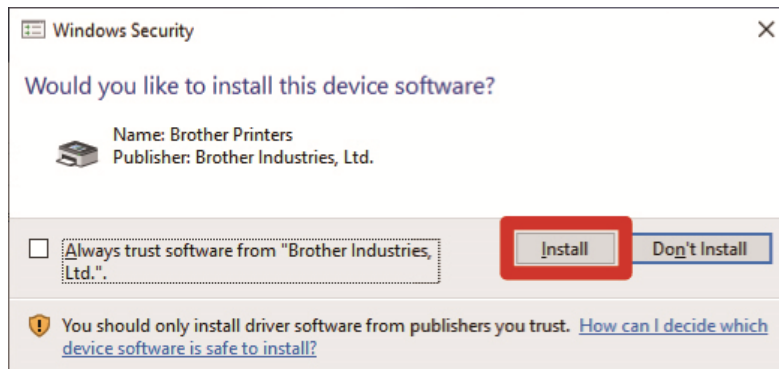 Windows Security
Would you like to install this device software?
Name: Brother Printers
Publisher: Brother Industries, Ltd.
Always trust software from "Brother Industries,
Ltd.".
Install
Don't Install
You should only install driver software from publishers you trust. How can I decide which
device software is safe to install?